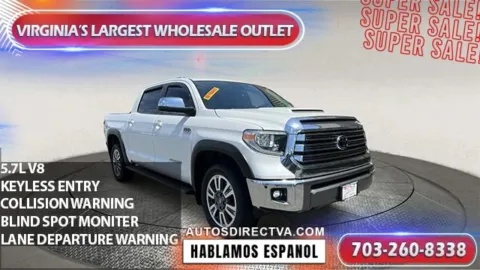 VIRGINIA'S LARGEST WHOLESALE OUTLET
SUPER SALE!
SUPER SALE!
SUPER SALE!
5.7L V8
KEYLESS ENTRY
COLLISION WARNING
BLIND SPOT MONITER
LANE DEPARTURE WARNING
AUTOSDIRECTVA.COM
HABLAMOS ESPANOL
703-260-8338